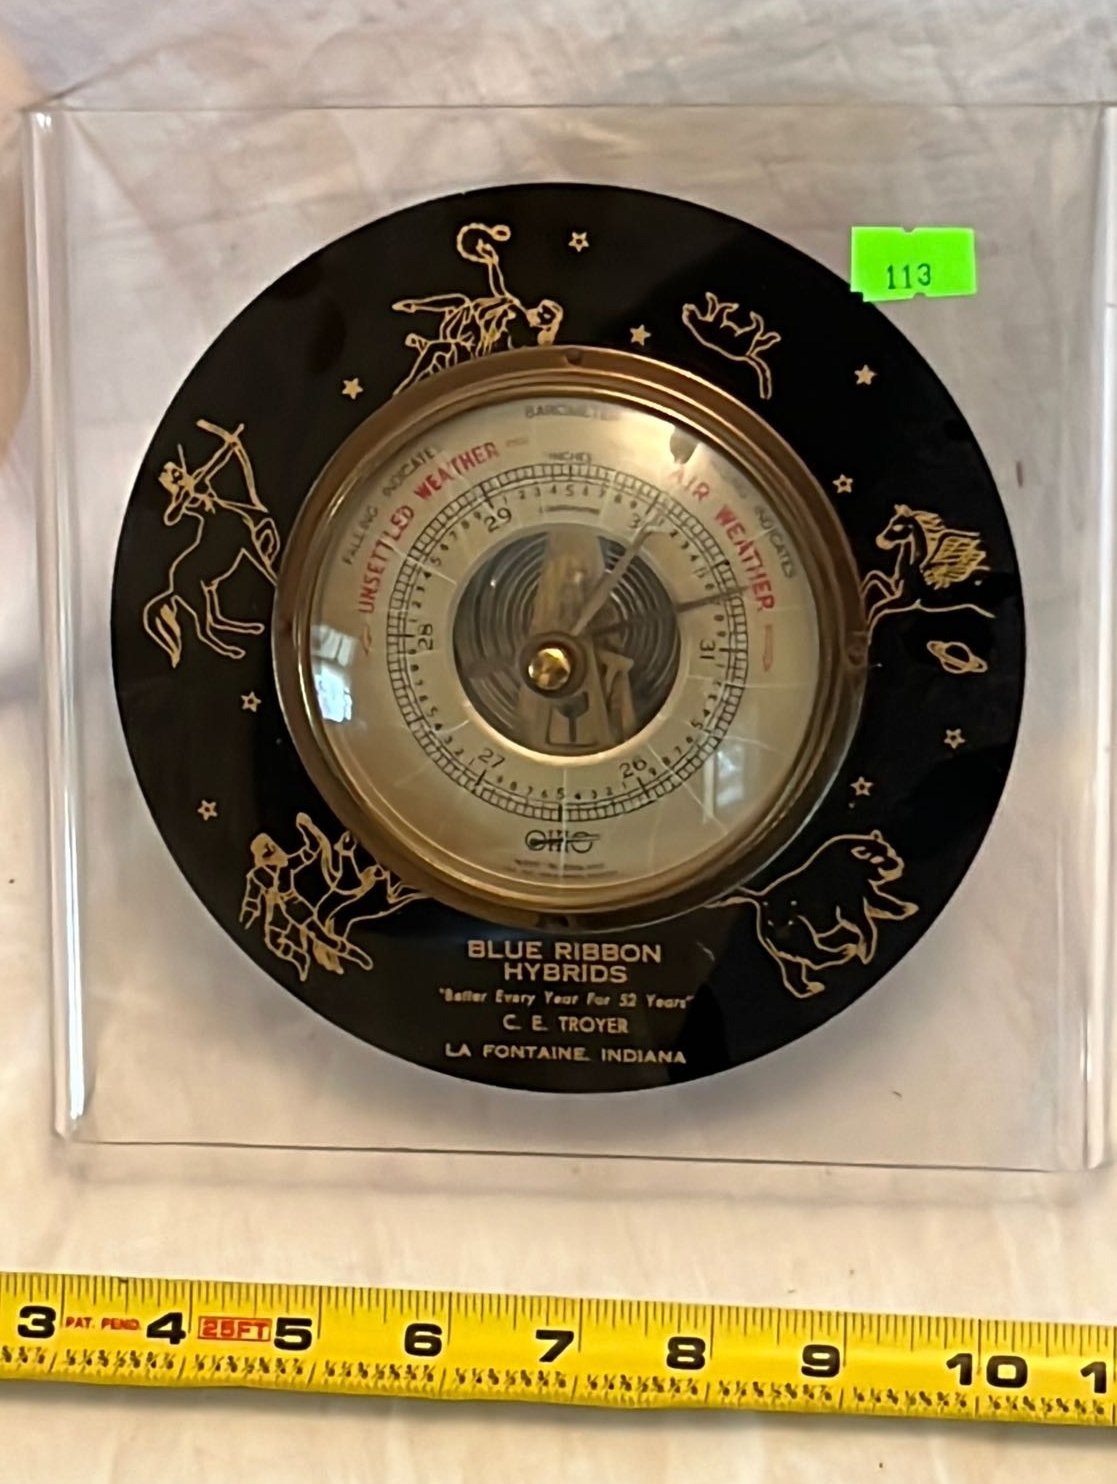 113
BAROMETER
FALLING INDICATES
UNSETTLED WEATHER
INCHES
AIR WEATHER
INDICATES
29
28
31
27
26
OHIO
BLUE RIBBON
HYBRIDS
"Better Every Year For 52 Years"
C. E. TROYER
LA FONTAINE, INDIANA
3 PAT. PEND. 4 25FT 5 6 7 8 9 10 1